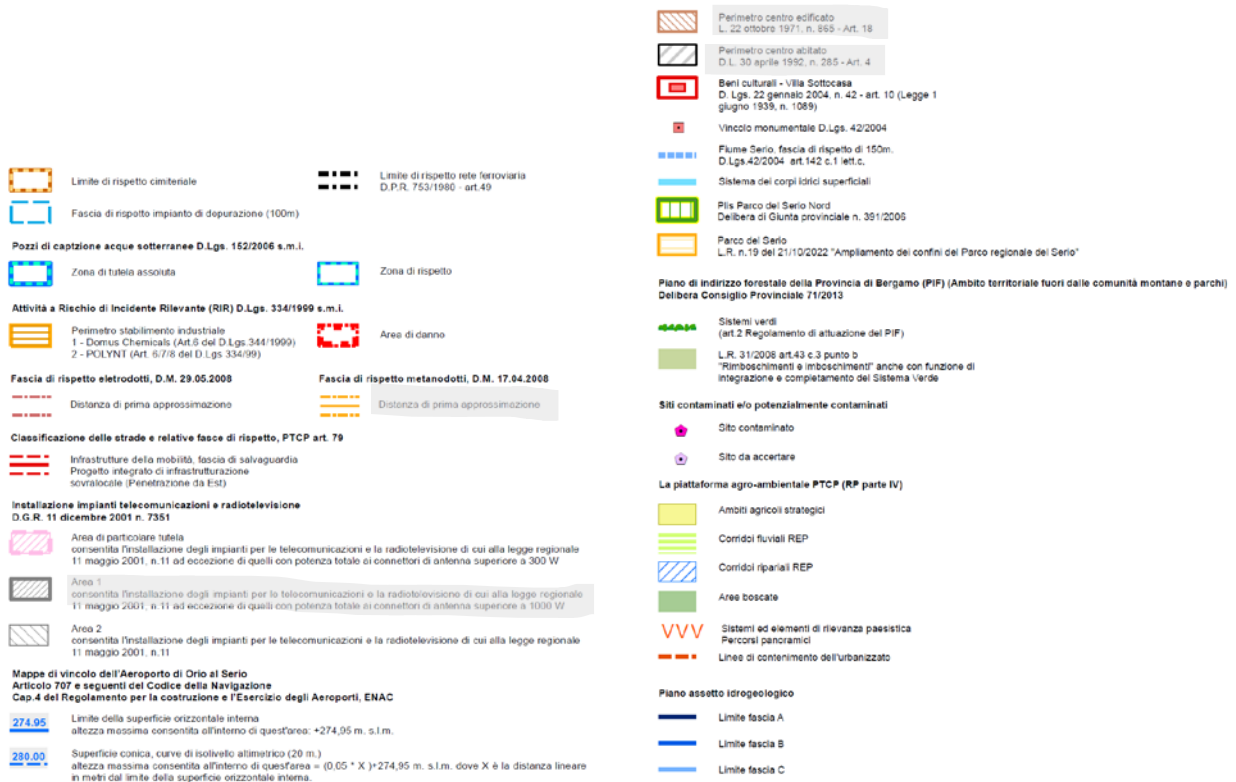 Limite di rispetto cimiteriale
Limite di rispetto rete ferroviaria
D.P.R. 753/1980 - art.49
Fascia di rispotto impianto di depurazione (100m)
Pozzi di captzione acque sotterranee D.Lgs. 152/2006 s.m.i.
Zona di tutela assoluta
Zona di rispetto
Attività a Rischio di Incidente Rilevante (RIR) D.Lgs. 334/1999 s.m.i.
Perimetro stabilimento industriale
1 - Domus Chemicals (Art.6 del D.Lgs.344/1999)
2 - POLYNT (Art. 6/7/8 del D.Lgs 334/99)
Area di danno
Fascia di rispetto eletrodotti, D.M. 29.05.2008
Fascia di rispetto metanodotti, D.M. 17.04.2008
Distanza di prima approssimazione
Distanza di prima approssimazione
Classificazione delle strade e relative fasce di rispetto, PTCP art. 79
Infrastrutture della mobilità, fascia di salvaguardia
Progetto integrato di infrastrutturazione
sovralocale (Penetrazione da Est)
Installazione impianti telecomunicazioni e radiotelevisione
D.G.R. 11 dicembre 2001 n. 7351
Area di particolare tutela
consentita l'installazione degli impianti per le telecomunicazioni e la radiotelevisione di cui alla legge regionale
11 maggio 2001, n.11 ad eccezione di quelli con potenza totale ai connettori di antenna superiore a 300 W
Area 1
consentita l'installazione degli impianti per le telecomunicazioni e la radiotelevisione di cui alla legge regionale
11 maggio 2001, n.11 ad eccezione di quelli con potenza totale ai connettori di antenna superiore a 1000 W
Area 2
consentita l'installazione degli impianti per le telecomunicazioni e la radiotelevisione di cui alla legge regionale
11 maggio 2001, n.11
Mappe di vincolo dell'Aeroporto di Orio al Serio
Articolo 707 e seguenti del Codice della Navigazione
Cap.4 del Regolamento per la costruzione e l'Esercizio degli Aeroporti, ENAC
274.95
Limite della superficie orizzontale interna
altezza massima consentita all'interno di quest'area: +274,95 m. s.l.m.
280.00
Superficie conica, curve di isolivello altimetrico (20 m.)
altezza massima consentita all'interno di quest'area = (0,05 * X )+274,95 m. s.l.m. dove X è la distanza lineare
in metri dal limite della superficie orizzontale interna.
Perimetro centro edificato
L. 22 ottobre 1971, n. 865 - Art. 18
Perimetro centro abitato
D.L. 30 aprile 1992, n. 285 - Art. 4
Beni culturali - Villa Sottocasa
D. Lgs. 22 gennaio 2004, n. 42 - art. 10 (Legge 1
giugno 1939, n. 1089)
Vincolo monumentale D.Lgs. 42/2004
Fiume Serio, fascia di rispetto di 150m.
D.Lgs.42/2004 art.142 c.1 lett.c.
Sistema dei corpi idrici superficiali
Plis Parco del Serio Nord
Delibera di Giunta provinciale n. 391/2006
Parco del Serio
L.R. n.19 del 21/10/2022 "Ampliamento dei confini del Parco regionale del Serio"
Piano di indirizzo forestale della Provincia di Bergamo (PIF) (Ambito territoriale fuori dalle comunità montane e parchi)
Delibera Consiglio Provinciale 71/2013
Sistemi verdi
(art.2 Regolamento di attuazione del PIF)
L.R. 31/2008 art.43 c.3 punto b
"Rimboschimenti e imboschimenti" anche con funzione di
integrazione e completamento del Sistema Verde
Siti contaminati e/o potenzialmente contaminati
Sito contaminato
Sito da accertare
La piattaforma agro-ambientale PTCP (RP parte IV)
Ambiti agricoli strategici
Corridoi fluviali REP
Corridoi ripariali REP
Aree boscate
Sistemi ed elementi di rilevanza paesistica
Percorsi panoramici
Linee di contenimento dell'urbanizzato
Piano assetto idrogeologico
Limite fascia A
Limite fascia B
Limite fascia C